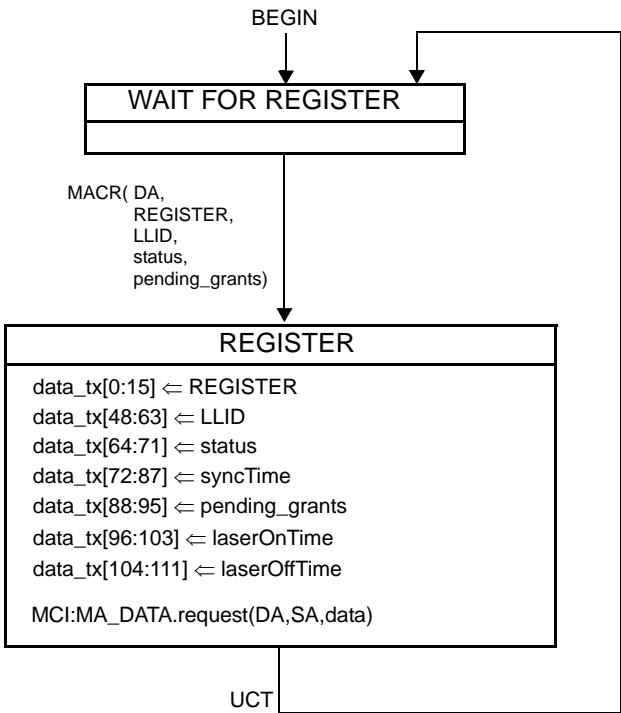 BEGIN
WAIT FOR REGISTER
MACR( DA,
REGISTER,
LLID,
status,
pending_grants)
REGISTER
data_tx[0:15] ⇐ REGISTER
data_tx[48:63] ⇐ LLID
data_tx[64:71] ⇐ status
data_tx[72:87] ⇐ syncTime
data_tx[88:95] ⇐ pending_grants
data_tx[96:103] ⇐ laserOnTime
data_tx[104:111] ⇐ laserOffTime
MCI:MA_DATA.request(DA,SA,data)
UCT